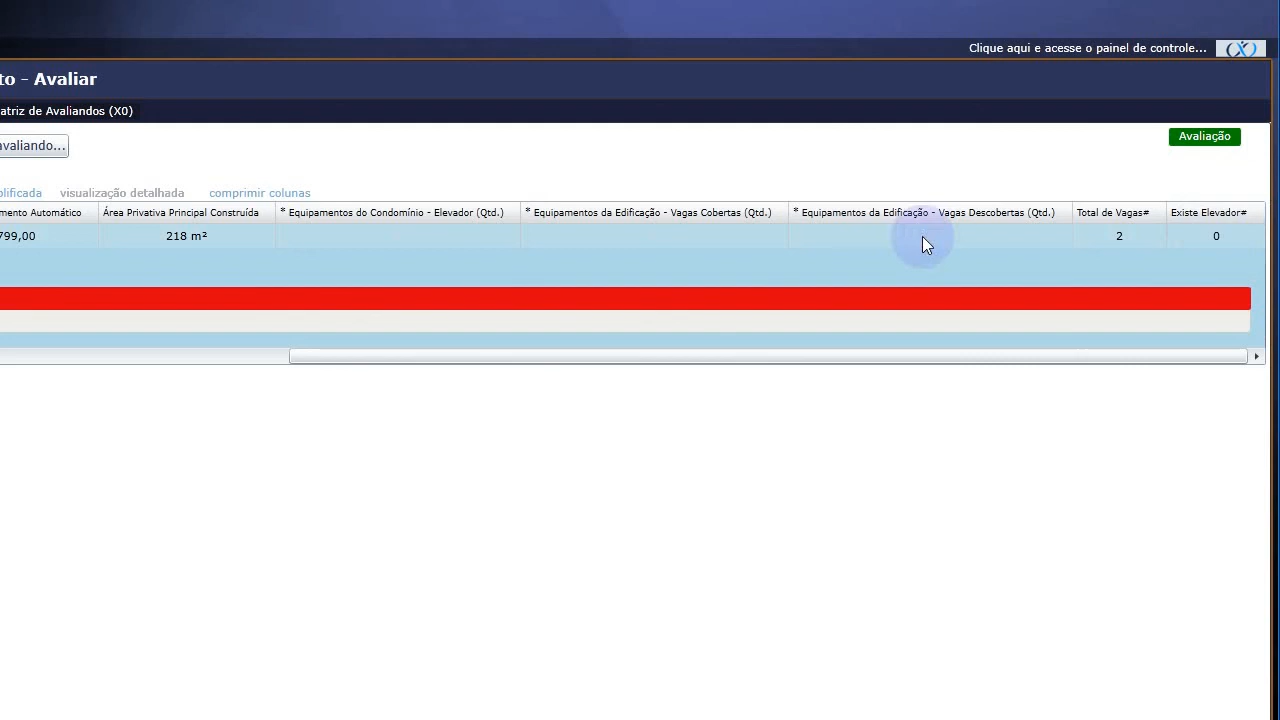 Clique aqui e acesse o painel de controle...
to - Avaliar
atriz de Avaliandos (X0)
avaliando...
Avaliação
plificada visualização detalhada comprimir colunas
mento Automático Área Privativa Principal Construída * Equipamentos do Condomínio - Elevador (Qtd.) * Equipamentos da Edificação - Vagas Cobertas (Qtd.) * Equipamentos da Edificação - Vagas Descobertas (Qtd.) Total de Vagas# Existe Elevador#
799,00 218 m² 2 0